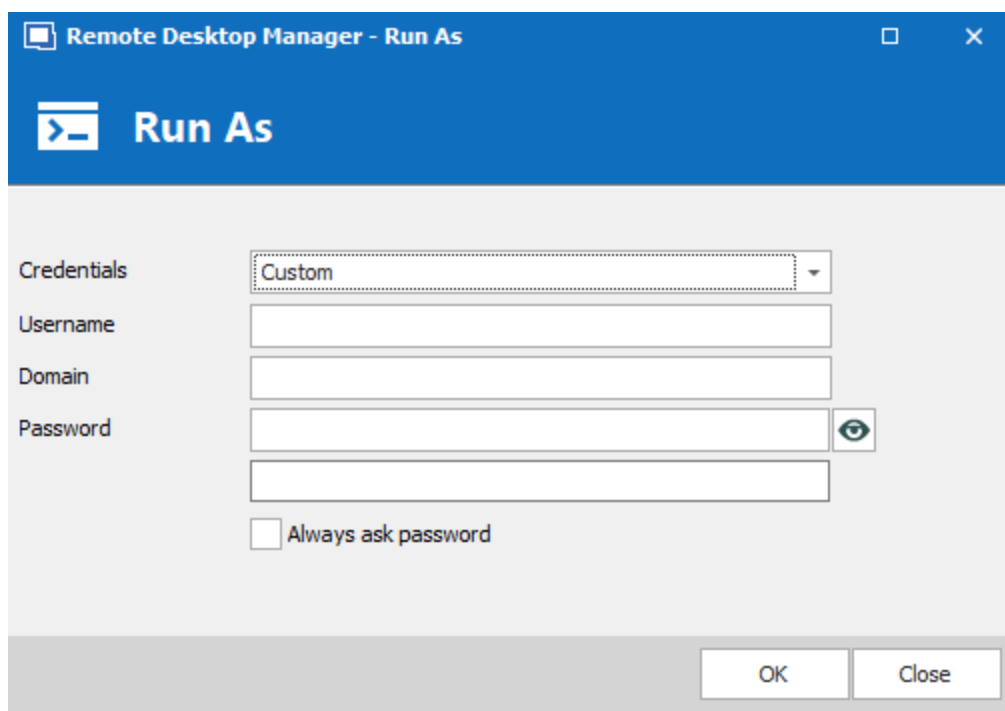 Remote Desktop Manager - Run As
Run As
Credentials
Custom
Username
Domain
Password
Always ask password
OK
Close